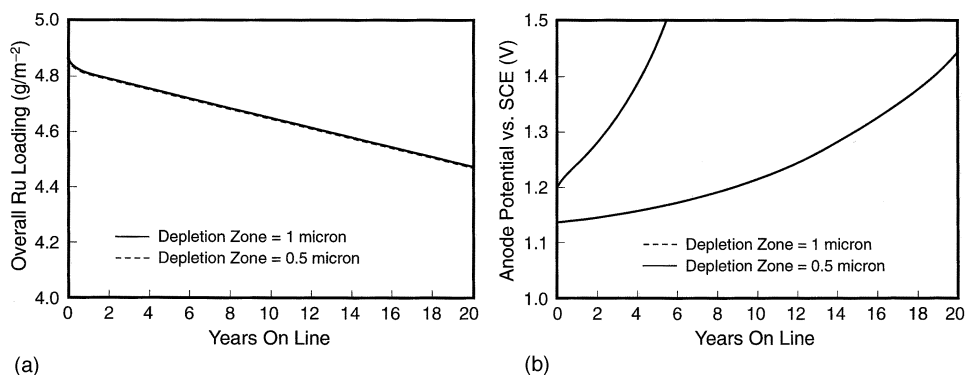 5.0
4.8
4.6
4.4
4.2
4.0
Overall Ru Loading (g/m–2)
Depletion Zone = 1 micron
Depletion Zone = 0.5 micron
0 2 4 6 8 10 12 14 16 18 20
Years On Line
(a)
1.5
1.4
1.3
1.2
1.1
1.0
Anode Potential vs. SCE (V)
Depletion Zone = 1 micron
Depletion Zone = 0.5 micron
0 2 4 6 8 10 12 14 16 18 20
Years On Line
(b)